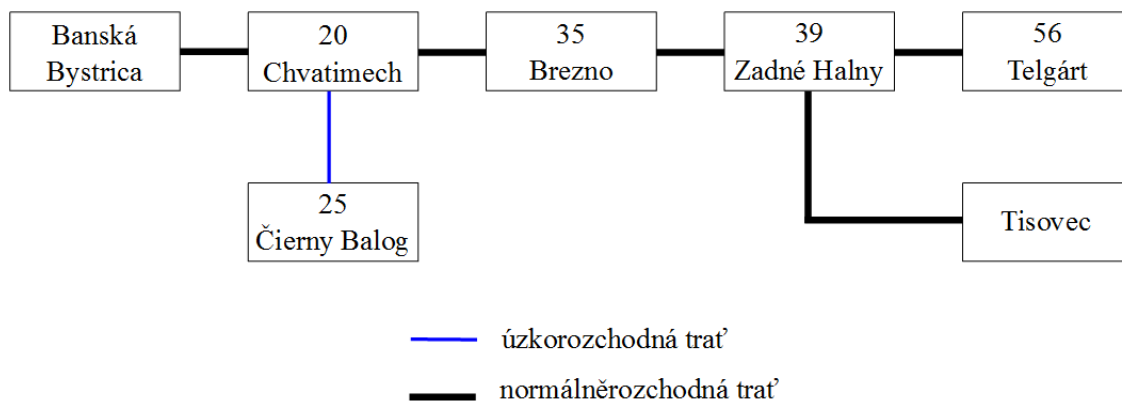 Banská
Bystrica
20
Chvatimech
35
Brezno
39
Zadné Halny
56
Telgárt
25
Čierny Balog
Tisovec
úzkorozchodná trať
normálněrozchodná trať